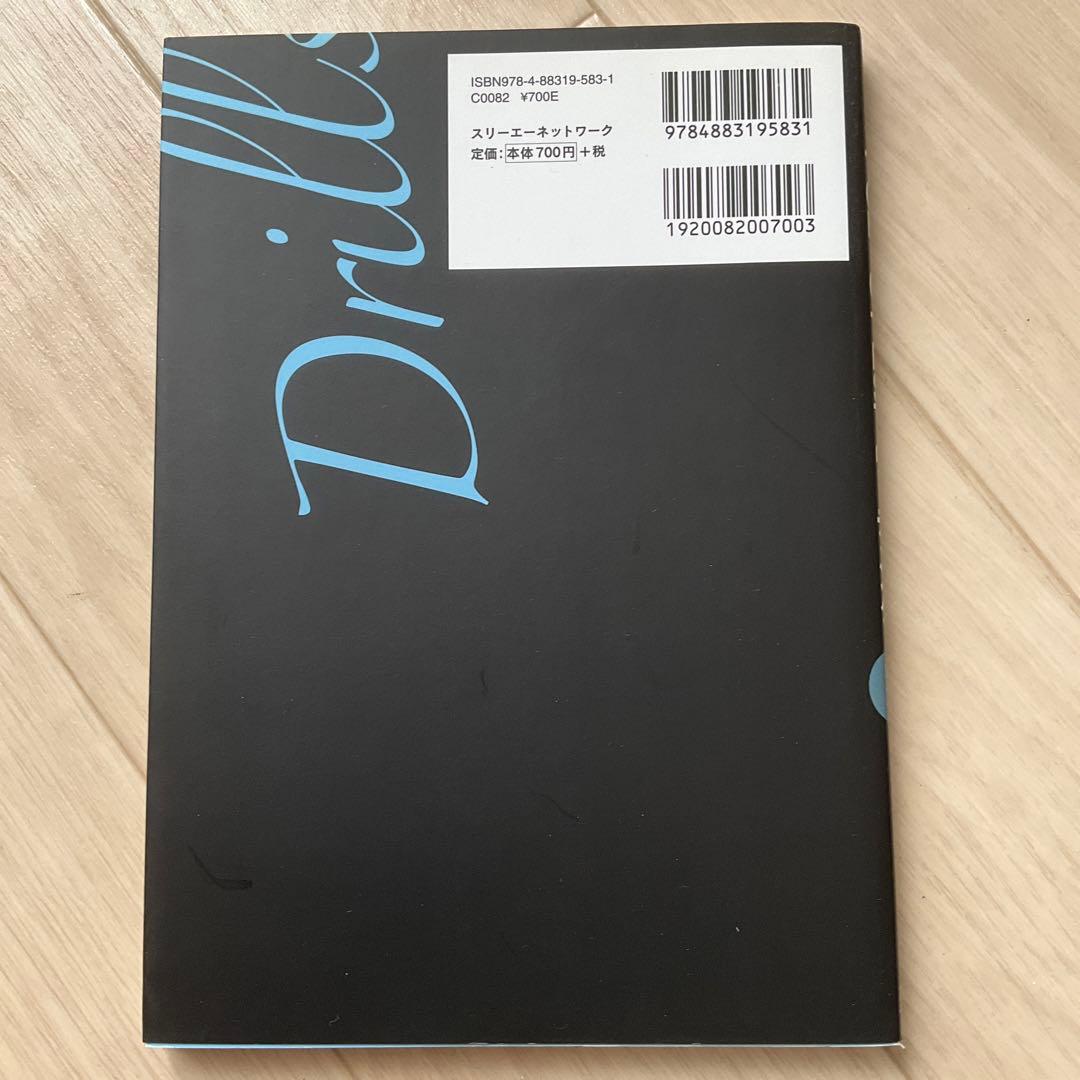 Drills
ISBN978-4-88319-583-1
C0082 ¥700E
スリーエーネットワーク
定価：本体700円+税
9784883195831
1920082007003